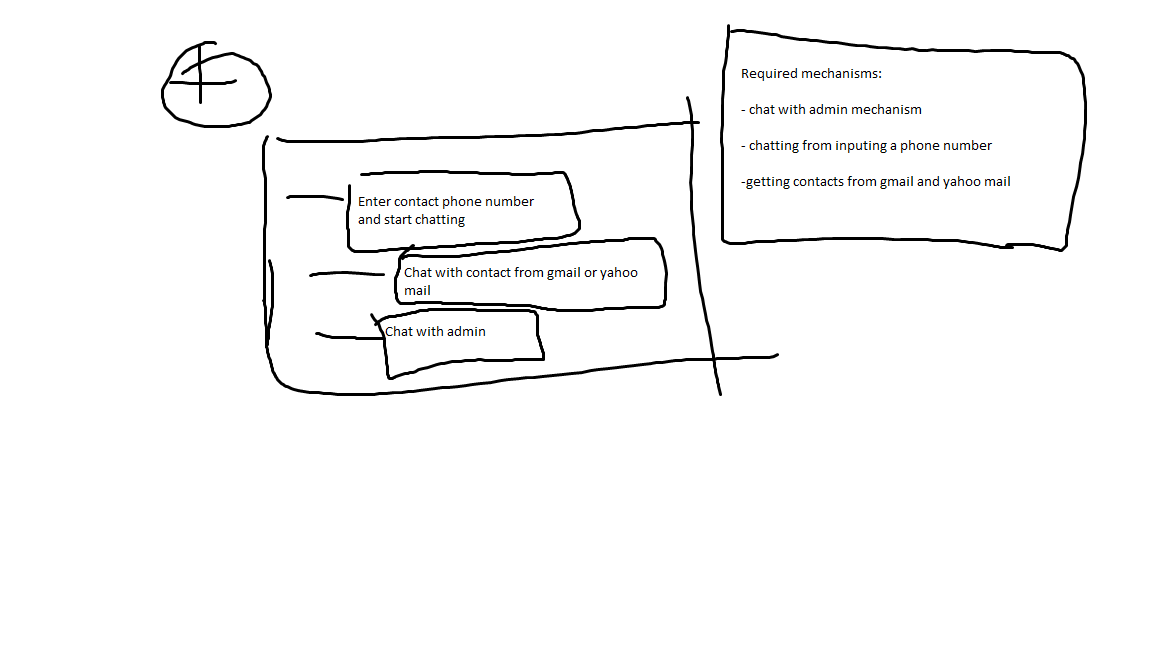 Required mechanisms:
- chat with admin mechanism
- chatting from inputing a phone number
-getting contacts from gmail and yahoo mail
Enter contact phone number
and start chatting
Chat with contact from gmail or yahoo
mail
Chat with admin